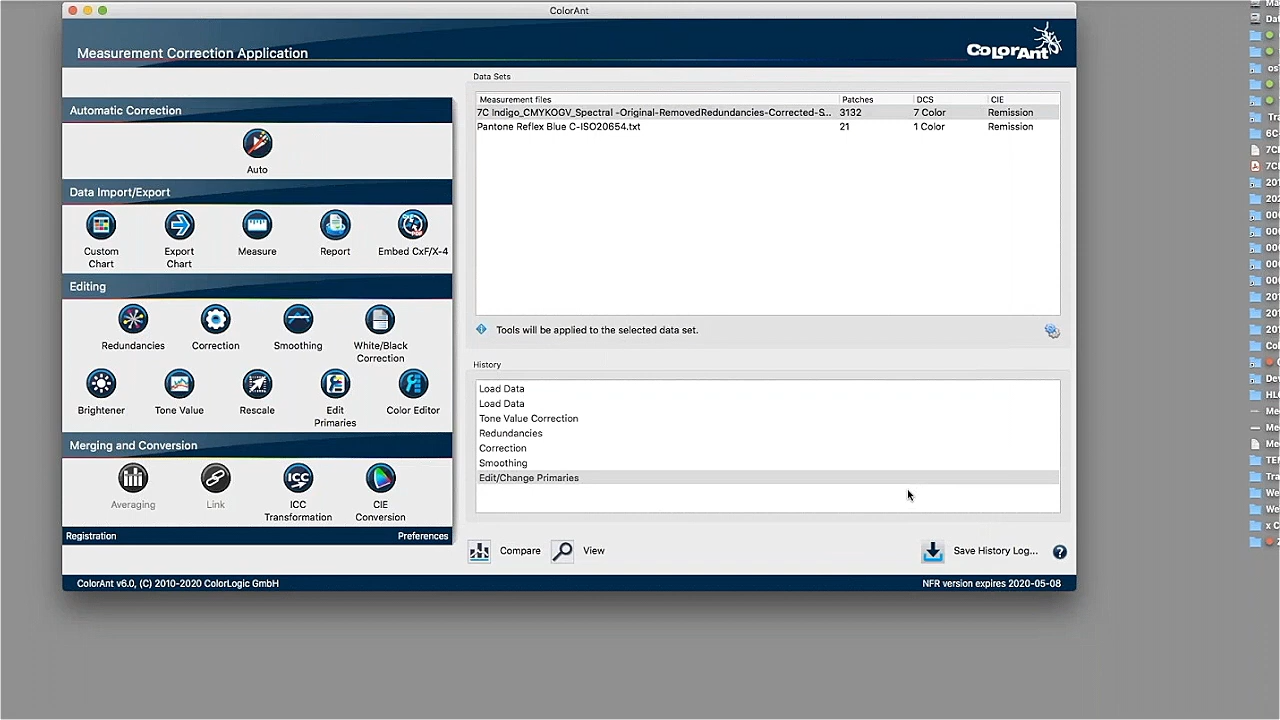 ColorAnt
Measurement Correction Application
COLORANT
Automatic Correction
Auto
Data Import/Export
Custom Chart
Export Chart
Measure
Report
Embed CxF/X-4
Editing
Redundancies
Correction
Smoothing
White/Black Correction
Brightener
Tone Value
Rescale
Edit Primaries
Color Editor
Merging and Conversion
Averaging
Link
ICC Transformation
CIE Conversion
Registration
Preferences
Data Sets
Measurement files Patches DCS CIE
7C Indigo_CMYKOGV_Spectral -Original-RemovedRedundancies-Corrected-S... 3132 7 Color Remission
Pantone Reflex Blue C-ISO20654.txt 21 1 Color Remission
Tools will be applied to the selected data set.
History
Load Data
Load Data
Tone Value Correction
Redundancies
Correction
Smoothing
Edit/Change Primaries
Compare
View
Save History Log...
ColorAnt v6.0, (C) 2010-2020 ColorLogic GmbH
NFR version expires 2020-05-08